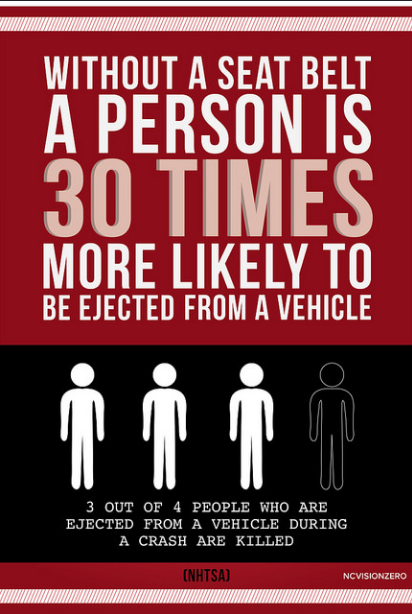 WITHOUT A SEAT BELT
A PERSON IS
30 TIMES
MORE LIKELY TO
BE EJECTED FROM A VEHICLE
3 OUT OF 4 PEOPLE WHO ARE
EJECTED FROM A VEHICLE DURING
A CRASH ARE KILLED
(NHTSA)
NCVISIONZERO